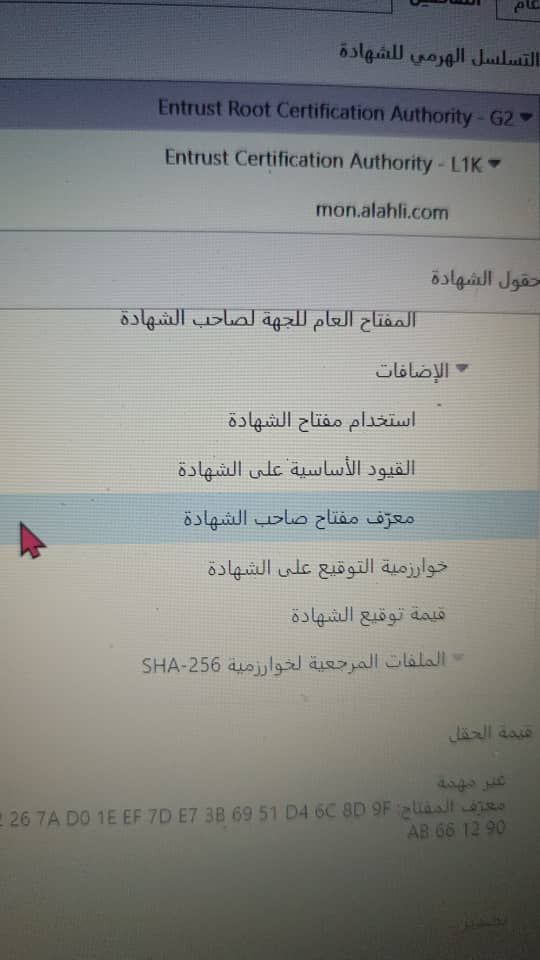 عام
التسلسل الهرمي للشهادة
Entrust Root Certification Authority - G2
Entrust Certification Authority - L1K
mon.alahli.com
حقول الشهادة
المفتاح العام للجهة لصاحب الشهادة
الإضافات
استخدام مفتاح الشهادة
القيود الأساسية على الشهادة
معرّف مفتاح صاحب الشهادة
خوارزمية التوقيع على الشهادة
قيمة توقيع الشهادة
الملفات المرجعية لخوارزمية SHA-256
قيمة الحقل
غير مهمة
معرّف المفتاح: 26 7A D0 1E EF 7D E7 3B 69 51 D4 6C 8D 9F
AB 66 12 90